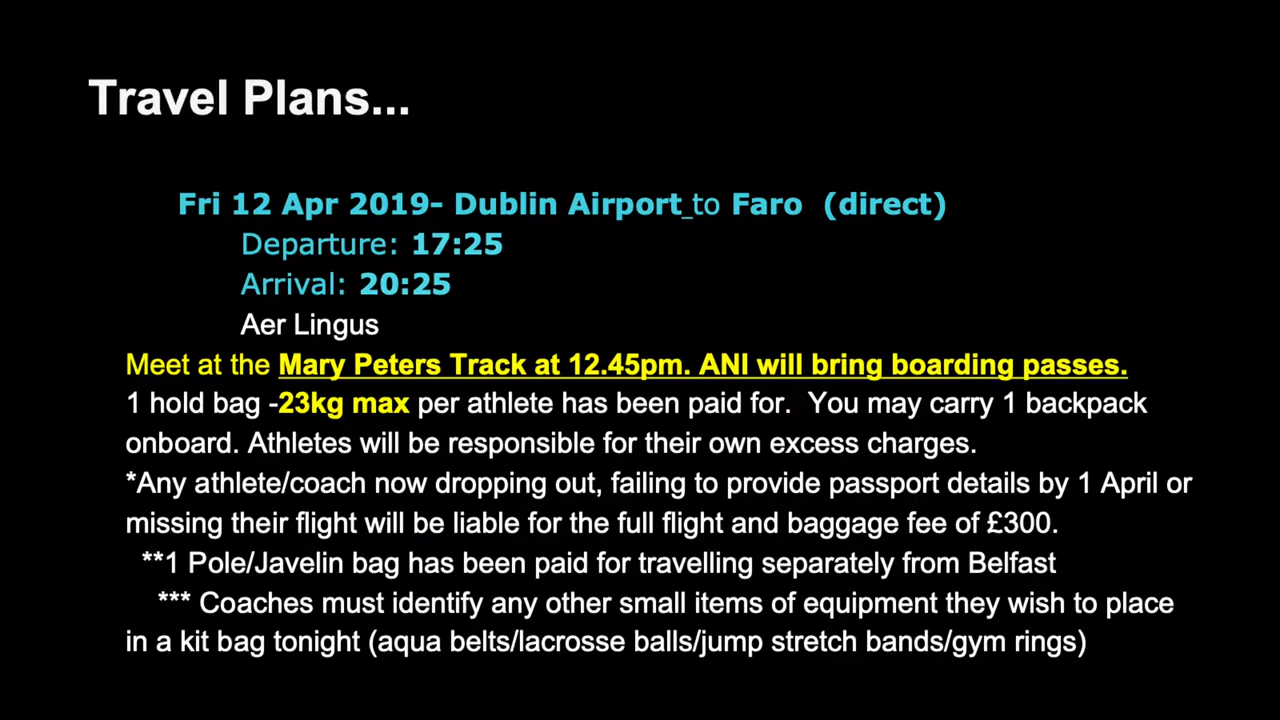 Travel Plans...
Fri 12 Apr 2019- Dublin Airport to Faro (direct)
Departure: 17:25
Arrival: 20:25
Aer Lingus
Meet at the Mary Peters Track at 12.45pm. ANI will bring boarding passes.
1 hold bag -23kg max per athlete has been paid for. You may carry 1 backpack
onboard. Athletes will be responsible for their own excess charges.
*Any athlete/coach now dropping out, failing to provide passport details by 1 April or
missing their flight will be liable for the full flight and baggage fee of £300.
**1 Pole/Javelin bag has been paid for travelling separately from Belfast
*** Coaches must identify any other small items of equipment they wish to place
in a kit bag tonight (aqua belts/lacrosse balls/jump stretch bands/gym rings)